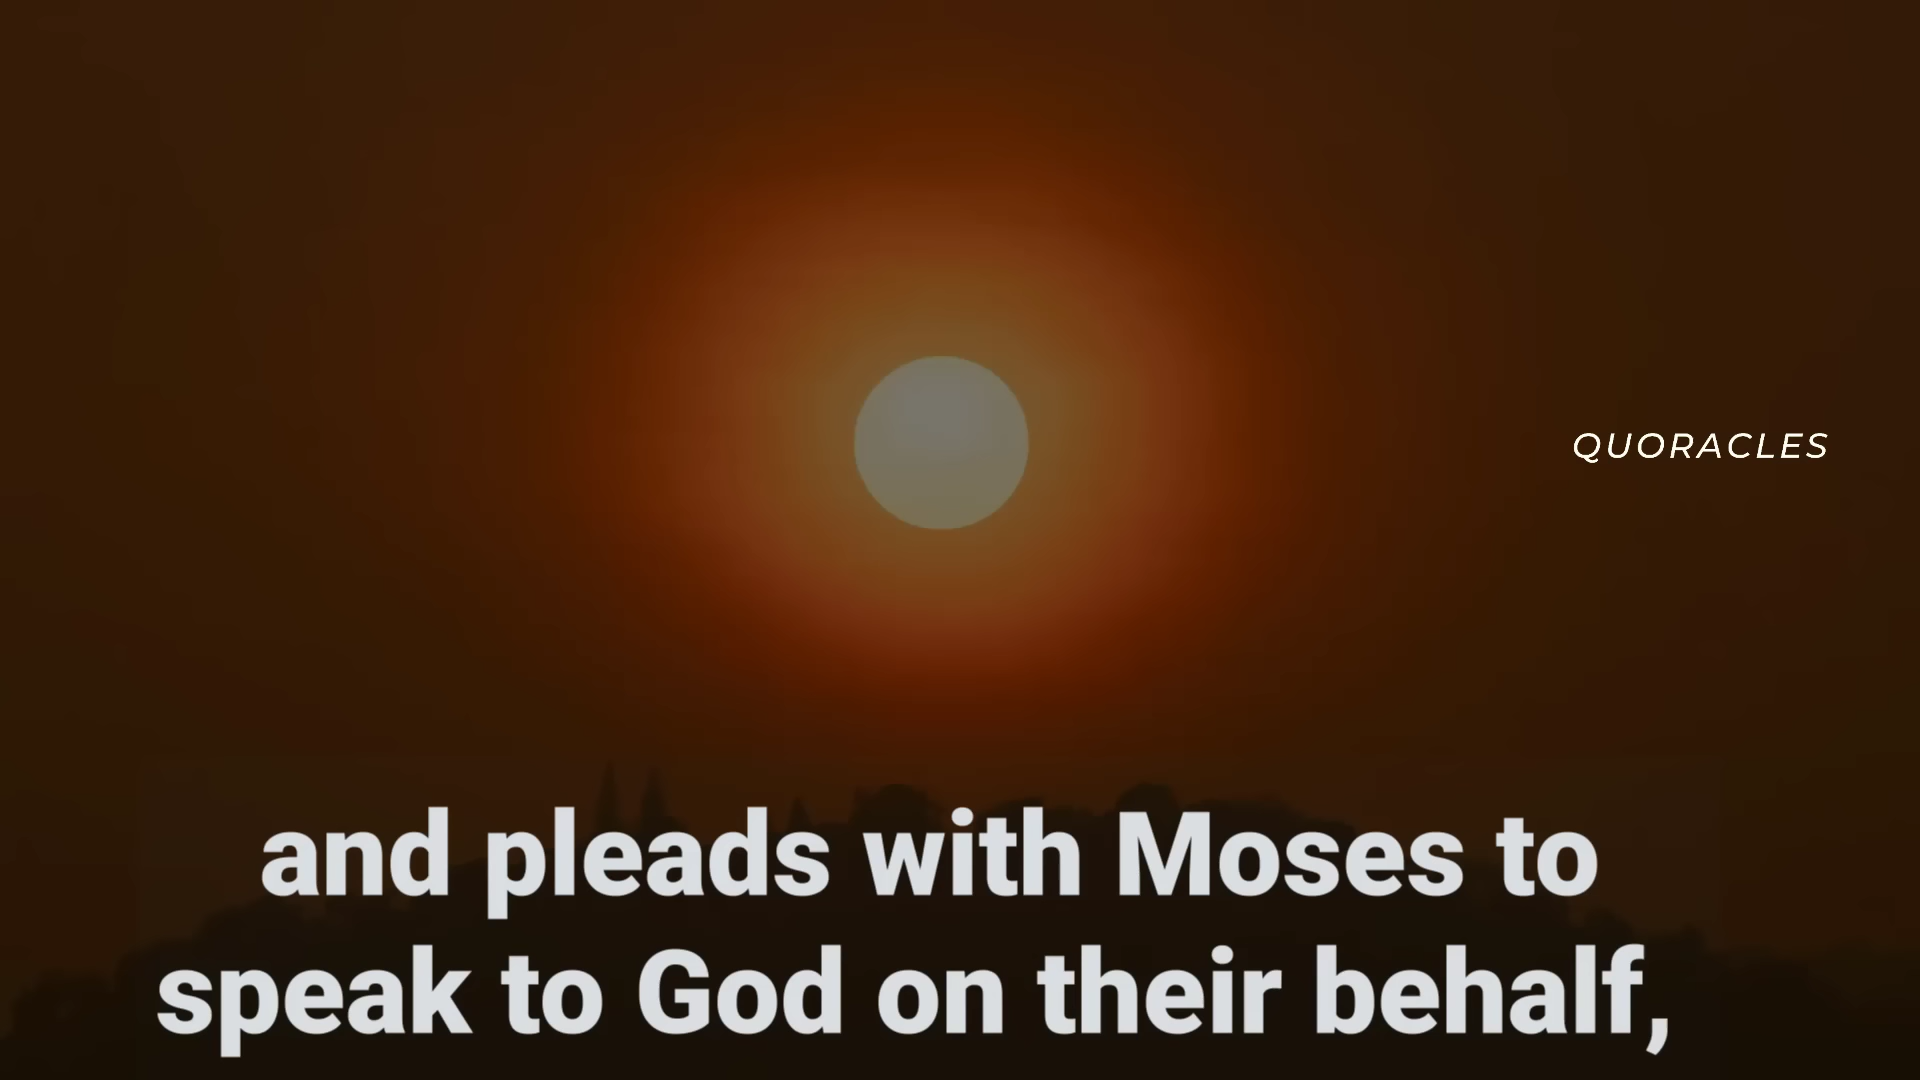 QUORACLES
and pleads with Moses to
speak to God on their behalf,